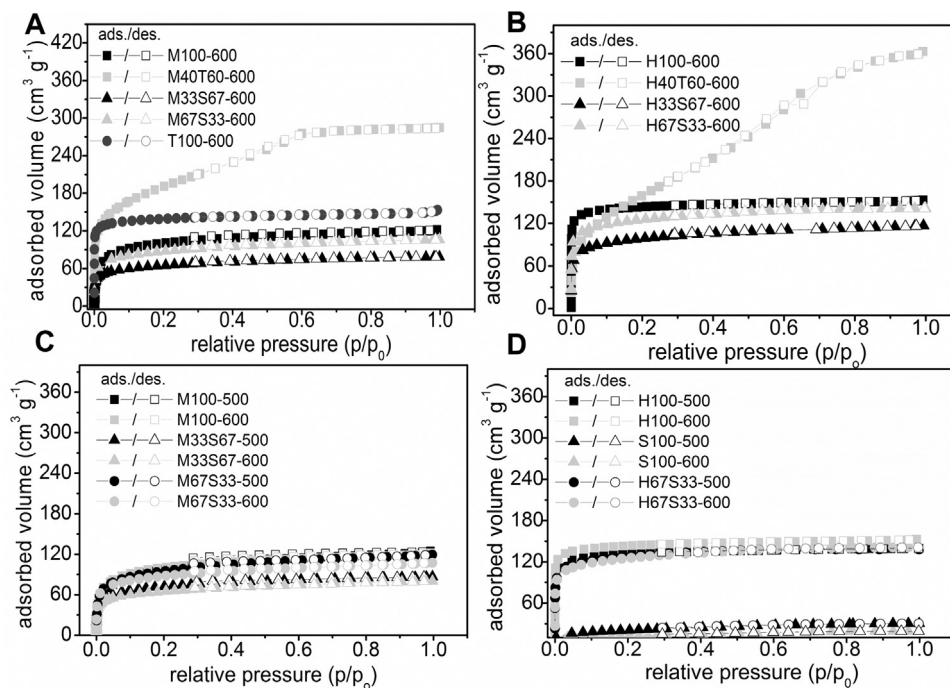 A
adsorbed volume (cm³ g⁻¹)
420
360
300
240
180
120
60
0
ads./des.
/ M100-600
/ M40T60-600
/ M33S67-600
/ M67S33-600
/ T100-600
0.0 0.2 0.4 0.6 0.8 1.0
relative pressure (p/p₀)
B
adsorbed volume (cm³ g⁻¹)
360
300
240
180
120
60
0
ads./des.
/ H100-600
/ H40T60-600
/ H33S67-600
/ H67S33-600
0.0 0.2 0.4 0.6 0.8 1.0
relative pressure (p/pₒ)
C
adsorbed volume (cm³ g⁻¹)
360
300
240
180
120
60
0
ads./des.
/ M100-500
/ M100-600
/ M33S67-500
/ M33S67-600
/ M67S33-500
/ M67S33-600
0.0 0.2 0.4 0.6 0.8 1.0
relative pressure (p/pₒ)
D
adsorbed volume (cm³ g⁻¹)
360
300
240
180
120
60
ads./des.
/ H100-500
/ H100-600
/ S100-500
/ S100-600
/ H67S33-500
/ H67S33-600
0.0 0.2 0.4 0.6 0.8 1.0
relative pressure (p/pₒ)